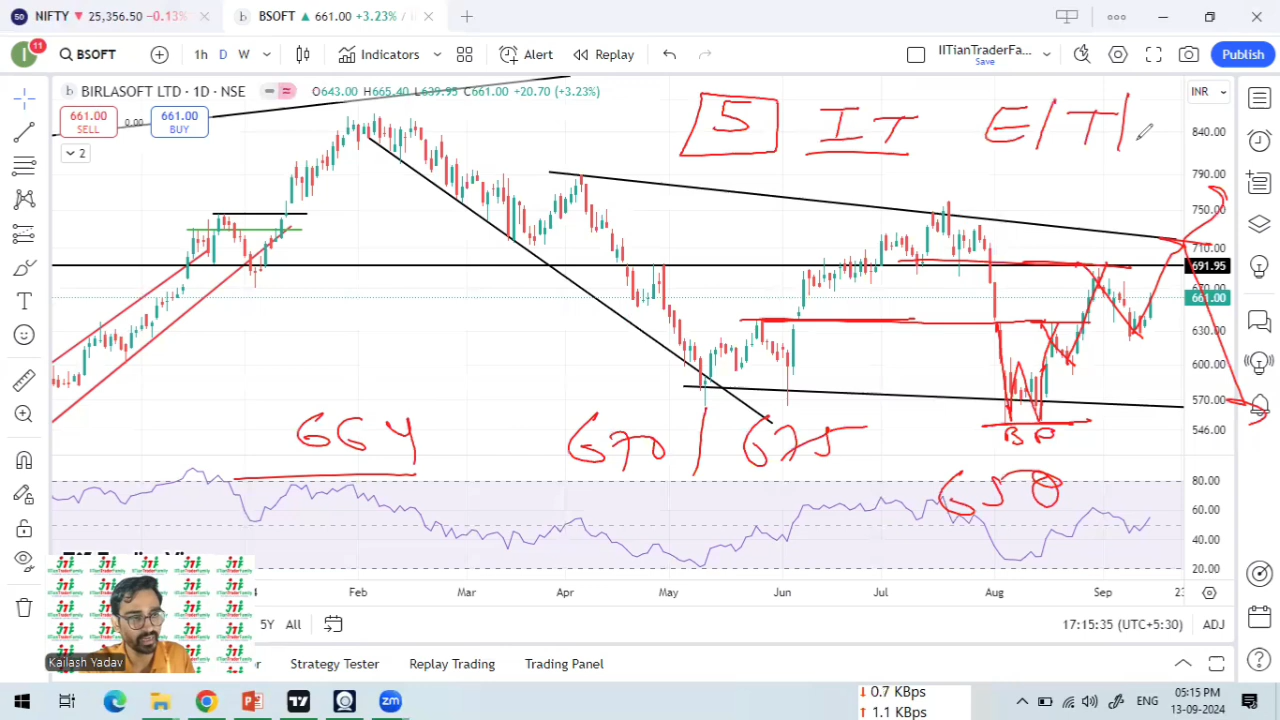 NIFTY ▼ 25,356.50 −0.13%
BSOFT ▲ 661.00 +3.23% /
11
BSOFT
1h D W
Indicators
Alert
Replay
IITianTraderFa...
Save
Publish
BIRLASOFT LTD · 1D · NSE
O643.00 H665.40 L639.95 C661.00 +20.70 (+3.23%)
INR
661.00
SELL
0.00
661.00
BUY
2
5 IT E/T/
840.00
790.00
750.00
710.00
691.95
670.00
661.00
630.00
600.00
570.00
546.00
664
670/675
B P
658
80.00
60.00
40.00
20.00
Feb Mar Apr May Jun Jul Aug Sep
5Y All
17:15:35 (UTC+5:30)
ADJ
Kailash Yadav
Strategy Tester
Replay Trading
Trading Panel
↓ 0.7 KBps
↑ 1.1 KBps
ENG
05:15 PM
13-09-2024